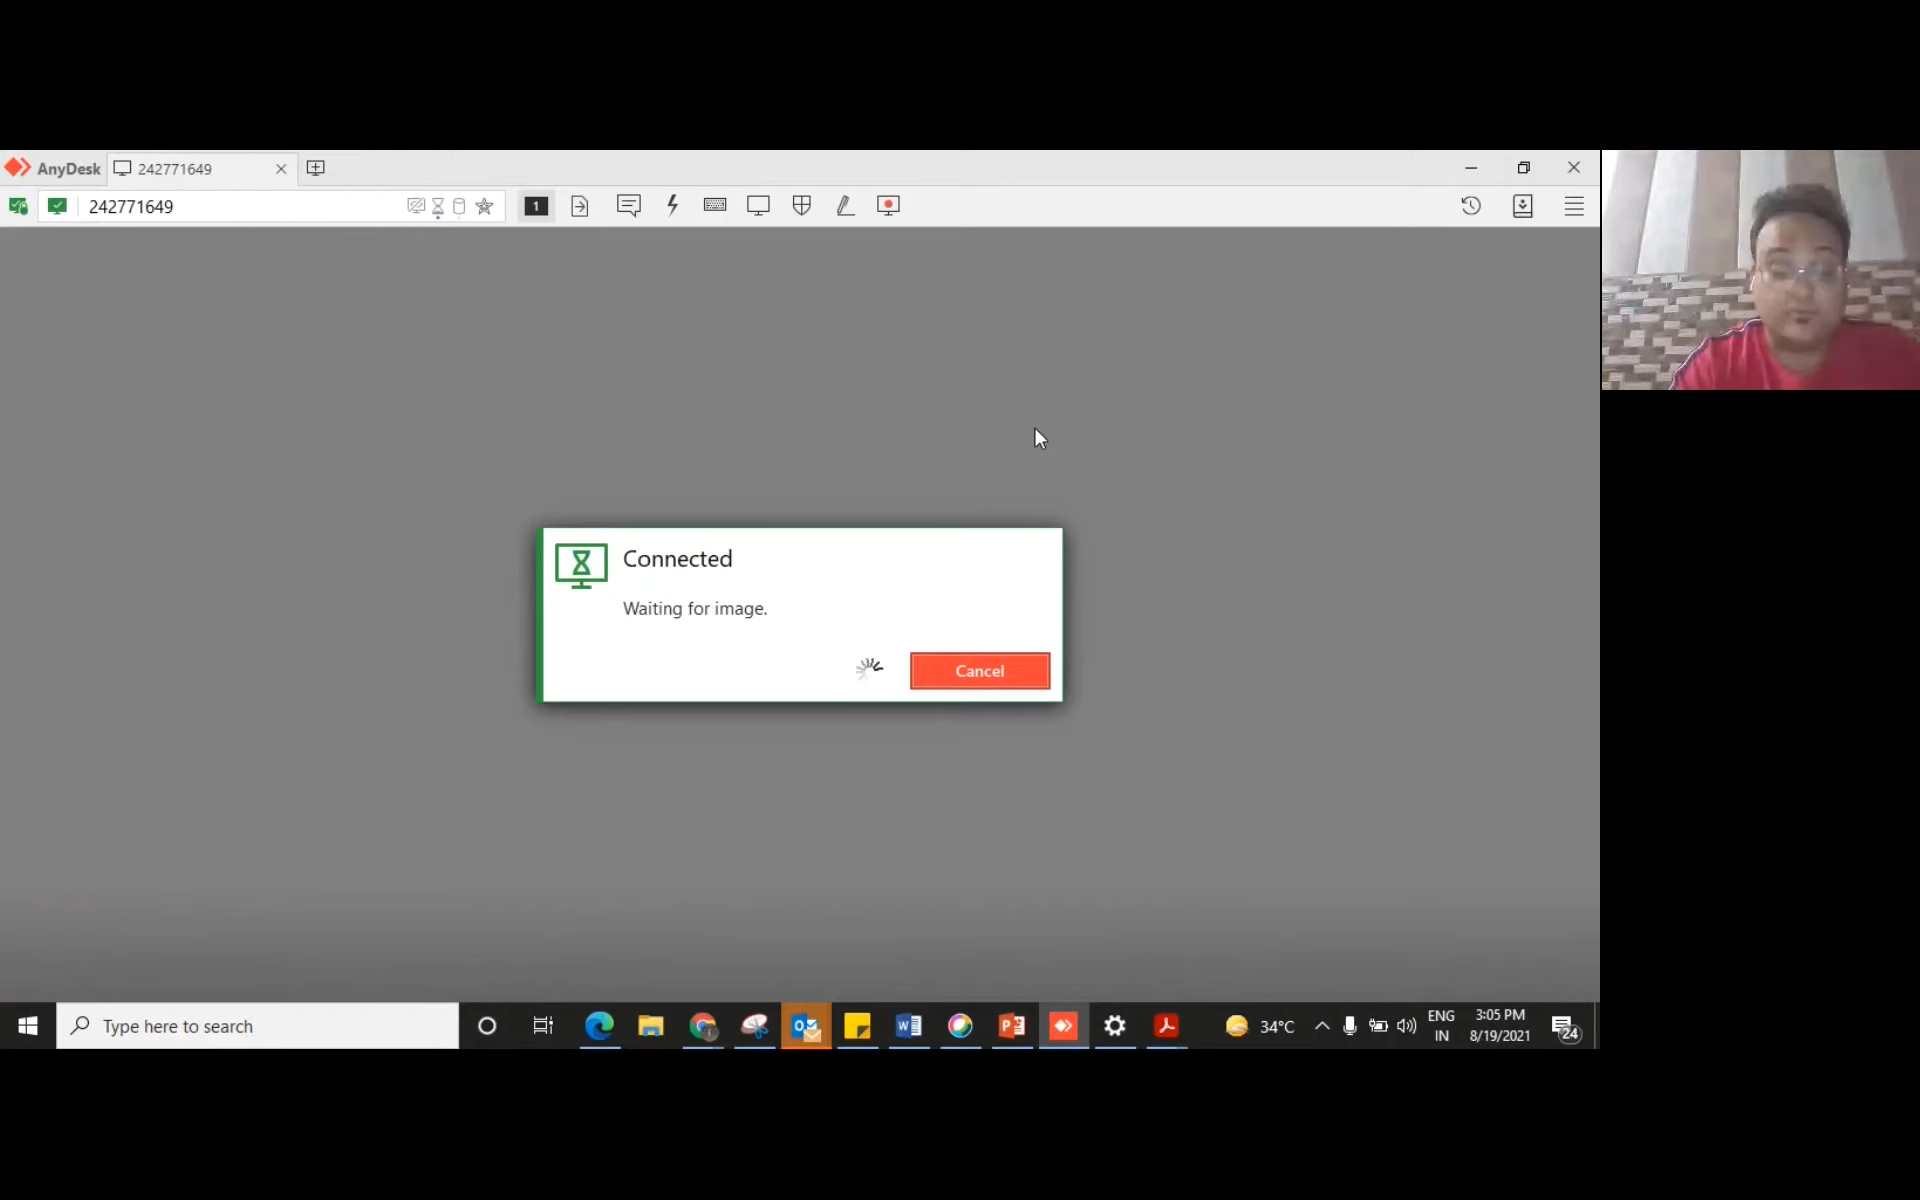 AnyDesk 242771649
242771649 1
Connected
Waiting for image.
Cancel
Type here to search
34°C
ENG
IN
3:05 PM
8/19/2021
24